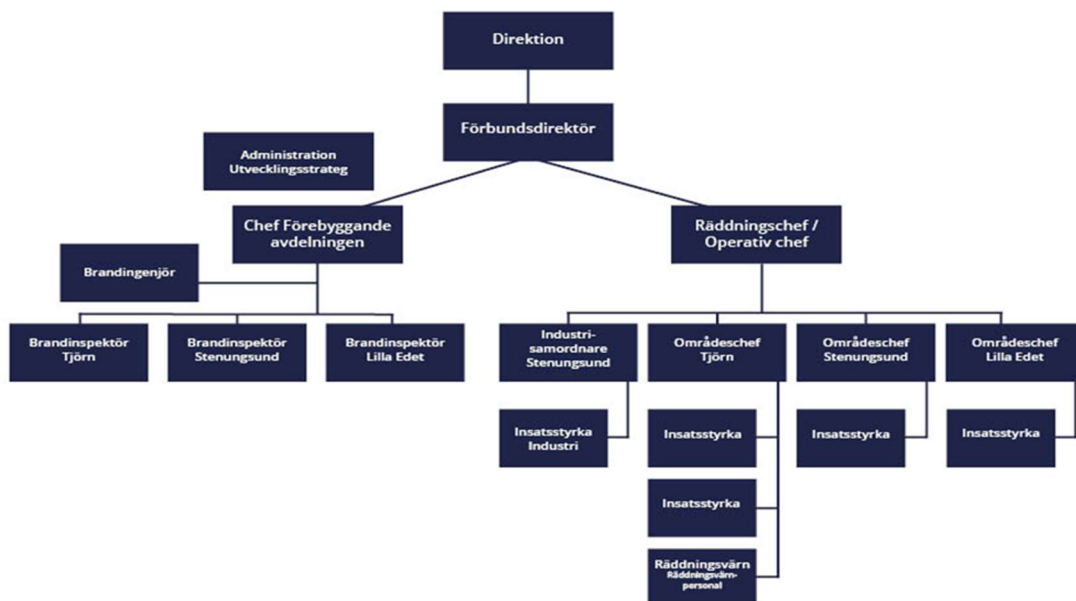 Direktion
Förbundsdirektör
Administration
Utvecklingsstrateg
Chef Förebyggande
avdelningen
Räddningschef /
Operativ chef
Brandingenjör
Brandinspektör
Tjörn
Brandinspektör
Stenungsund
Brandinspektör
Lilla Edet
Industri-
samordnare
Stenungsund
Områdeschef
Tjörn
Områdeschef
Stenungsund
Områdeschef
Lilla Edet
Insatsstyrka
Industri
Insatsstyrka
Insatsstyrka
Insatsstyrka
Insatsstyrka
Räddningsvärn
Räddningsvärn-
personal